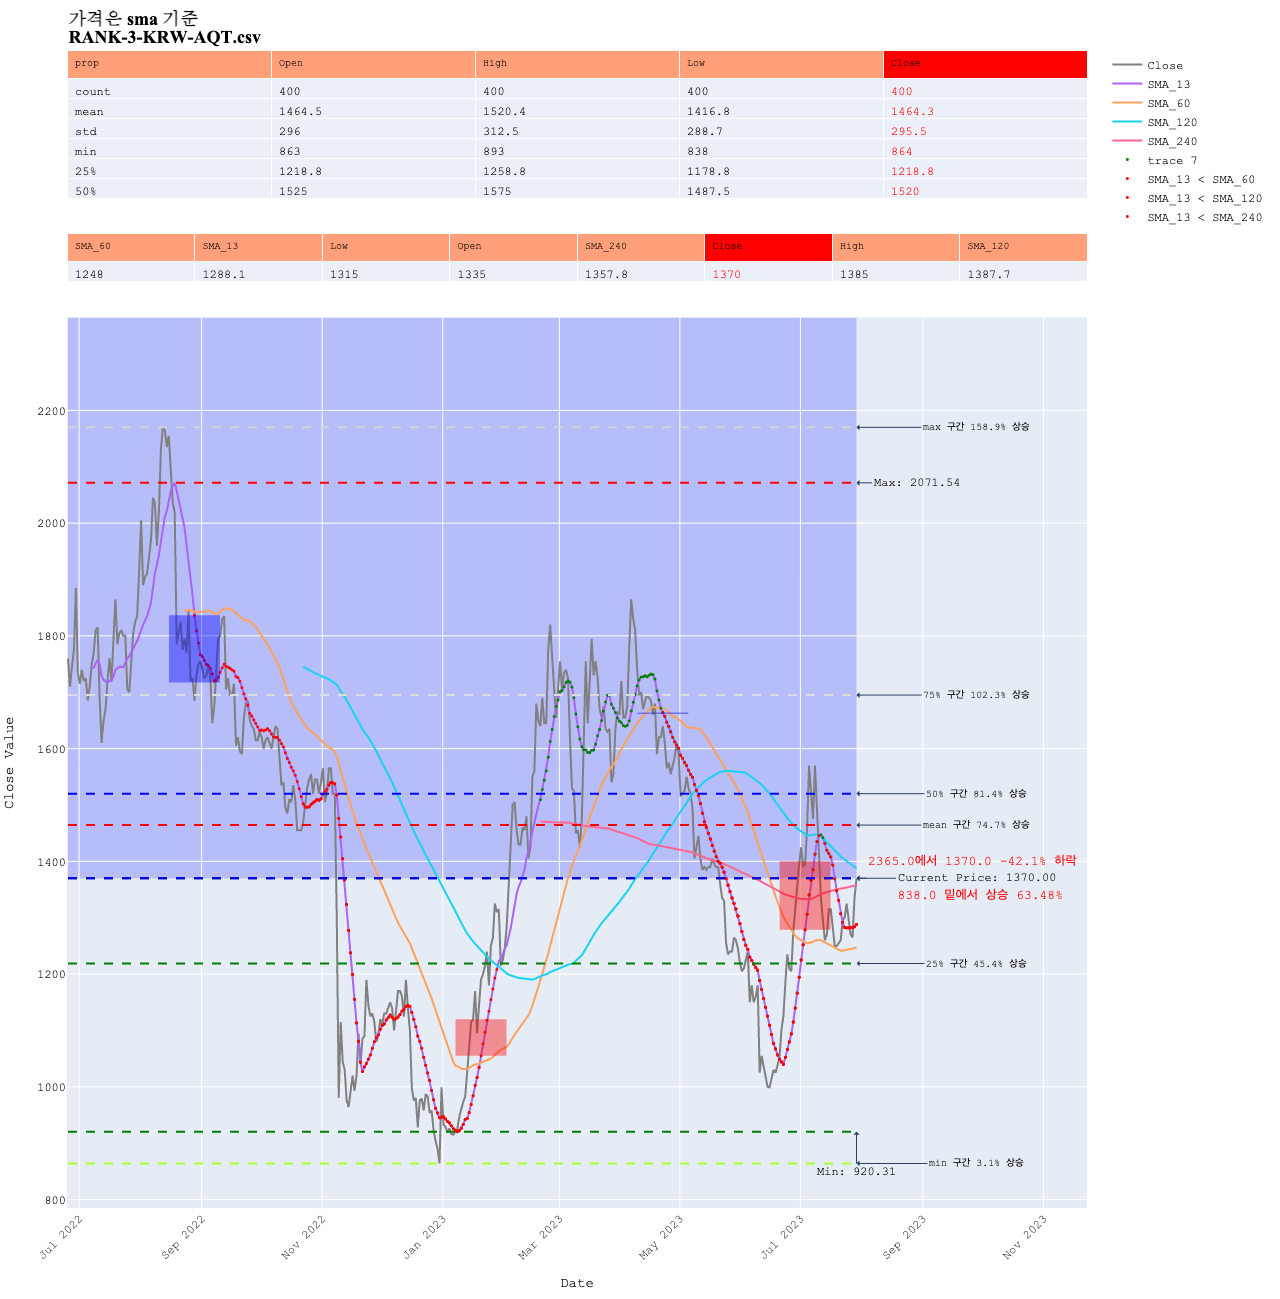 가격은 sma 기준
RANK-3-KRW-AQT.csv
prop Open High Low Close
count 400 400 400 400
mean 1464.5 1520.4 1416.8 1464.3
std 296 312.5 288.7 295.5
min 863 893 838 864
25% 1218.8 1258.8 1178.8 1218.8
50% 1525 1575 1487.5 1520
SMA_60 SMA_13 Low Open SMA_240 Close High SMA_120
1248 1288.1 1315 1335 1357.8 1370 1385 1387.7
Close
SMA_13
SMA_60
SMA_120
SMA_240
trace 7
SMA_13 < SMA_60
SMA_13 < SMA_120
SMA_13 < SMA_240
Close Value
2200
2000
1800
1600
1400
1200
1000
800
max 구간 158.9% 상승
Max: 2071.54
75% 구간 102.3% 상승
50% 구간 81.4% 상승
mean 구간 74.7% 상승
2365.0에서 1370.0 -42.1% 하락
Current Price: 1370.00
838.0 밑에서 상승 63.48%
25% 구간 45.4% 상승
min 구간 3.1% 상승
Min: 920.31
Jul 2022
Sep 2022
Nov 2022
Jan 2023
Mar 2023
May 2023
Jul 2023
Sep 2023
Nov 2023
Date